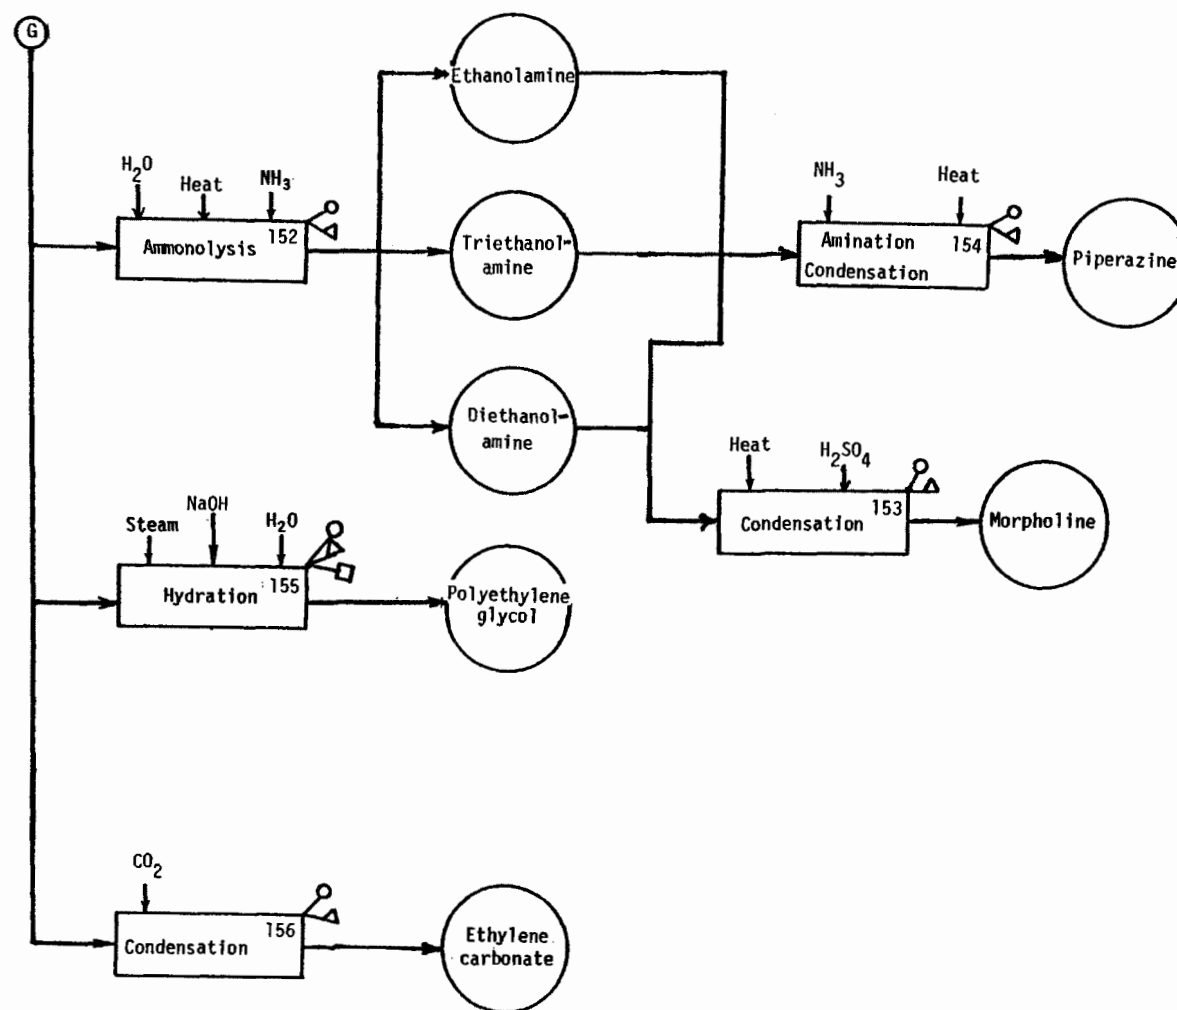 G
Ethanolamine
H2O
Heat
NH3
152
Ammonolysis
Triethanol-
amine
NH3
Heat
154
Amination
Condensation
Piperazine
Diethanol-
amine
Heat
H2SO4
153
Condensation
Morpholine
Steam
NaOH
H2O
155
Hydration
Polyethylene
glycol
CO2
156
Condensation
Ethylene
carbonate